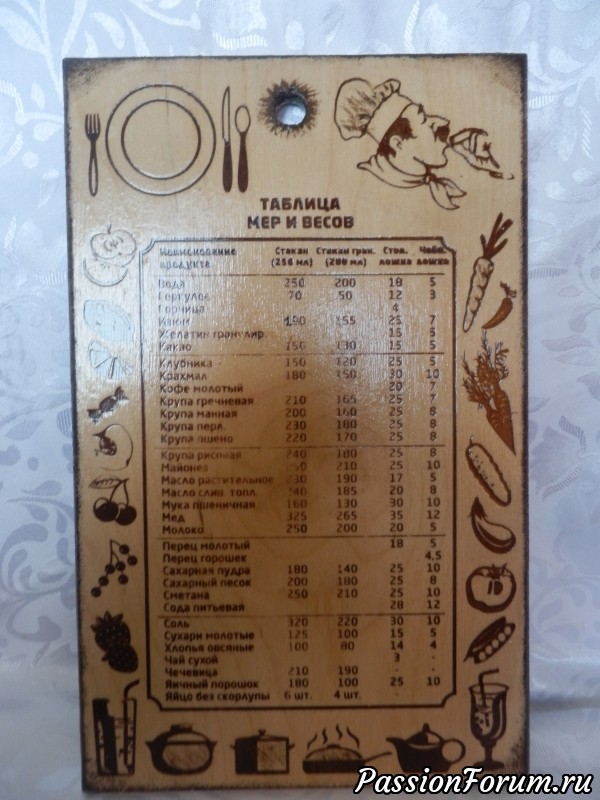 ТАБЛИЦА
МЕР И ВЕСОВ
Наименование продукта Стакан (250 мл) Стакан гран. (200 мл) Стол. ложка Чайн. ложка
Вода 250 200 18 5
Геркулес 70 50 12 3
Горчица 4
Изюм 190 155 25 7
Желатин гранулир. 15 5
Какао 150 130 15 5
Клубника 150 120 25 5
Крахмал 180 150 30 10
Кофе молотый 20 7
Крупа гречневая 210 165 25 7
Крупа манная 200 160 25 8
Крупа перл. 230 180 25 8
Крупа пшено 220 170 25 8
Крупа рисовая 240 180 25 8
Майонез 250 210 25 10
Масло растительное 230 190 17 5
Масло слив. топл. 240 185 20 8
Мука пшеничная 160 130 30 10
Мед 325 265 35 12
Молоко 250 200 20 5
Перец молотый 18 5
Перец горошек 4,5
Сахарная пудра 180 140 25 10
Сахарный песок 200 180 25 8
Сметана 250 210 25 10
Сода питьевая 28 12
Соль 320 220 30 10
Сухари молотые 125 100 15 5
Хлопья овсяные 100 80 14 4
Чай сухой 3 -
Чечевица 210 190 - -
Яичный порошок 180 100 25 10
Яйцо без скорлупы 6 шт. 4 шт. - -
PassionForum.ru